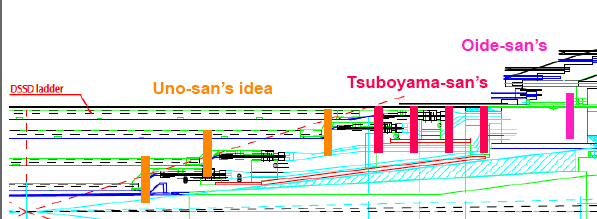 Oide-san's
Tsuboyama-san's
Uno-san's idea
DSSD ladder